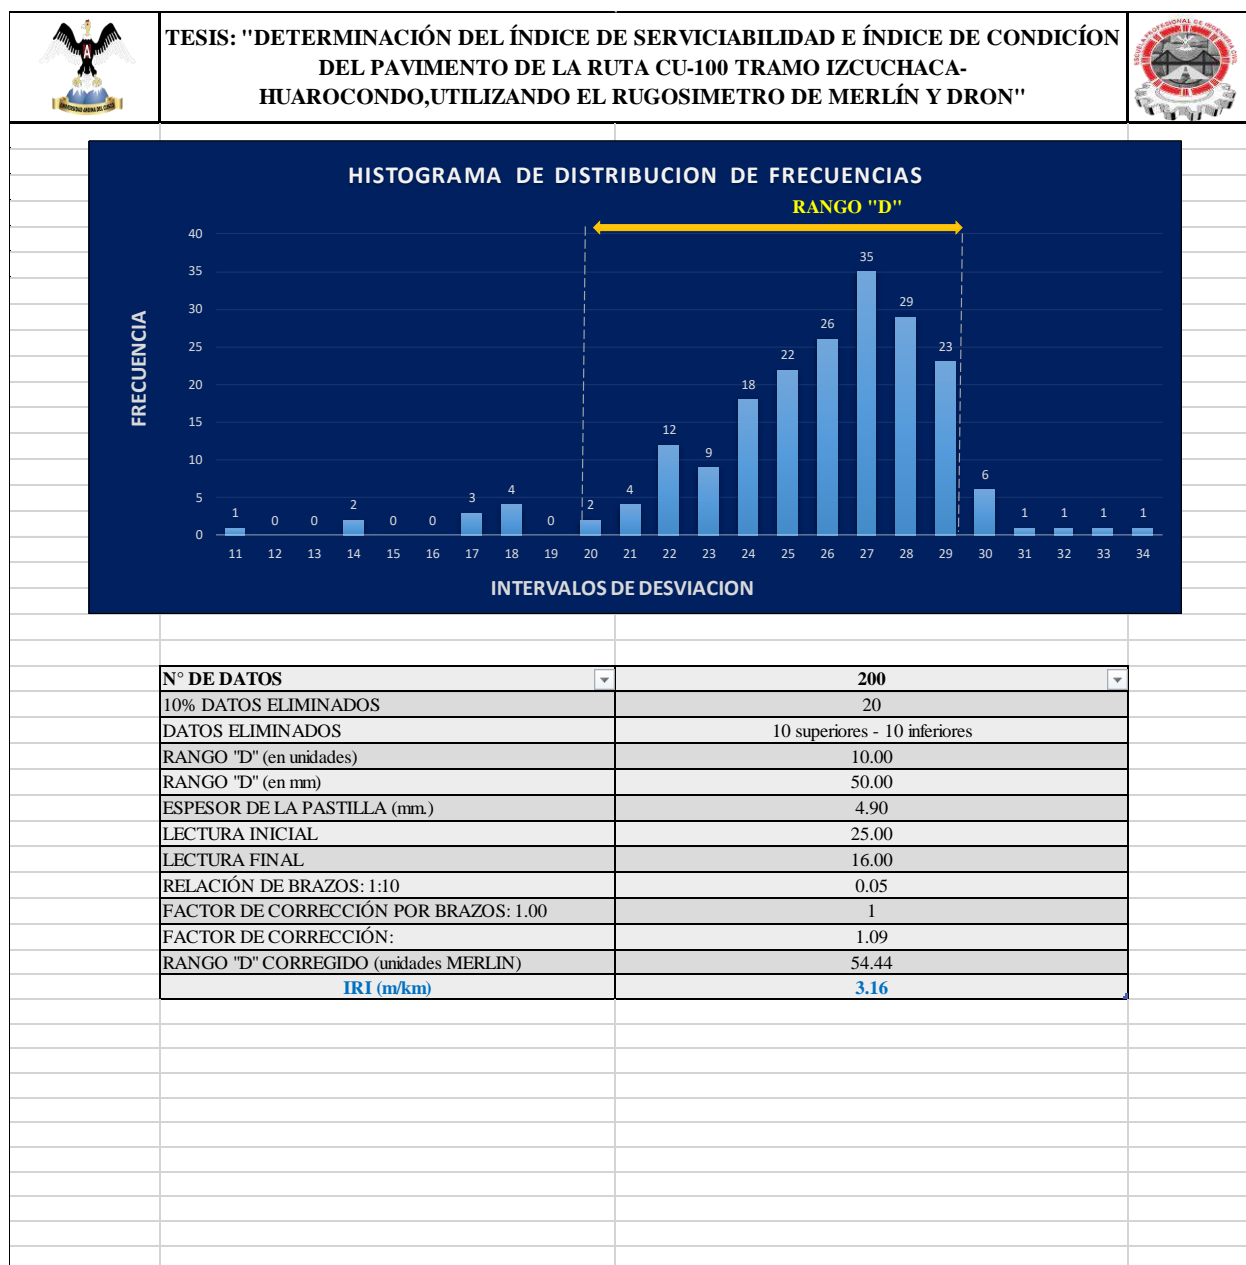 TESIS: "DETERMINACIÓN DEL ÍNDICE DE SERVICIABILIDAD E ÍNDICE DE CONDICÍON
DEL PAVIMENTO DE LA RUTA CU-100 TRAMO IZCUCHACA-
HUAROCONDO,UTILIZANDO EL RUGOSIMETRO DE MERLÍN Y DRON"
HISTOGRAMA DE DISTRIBUCION DE FRECUENCIAS
RANGO "D"
FRECUENCIA
40
35
30
25
20
15
10
5
0
1 0 0 2 0 0 3 4 0 2 4 12 9 18 22 26 35 29 23 6 1 1 1 1
11 12 13 14 15 16 17 18 19 20 21 22 23 24 25 26 27 28 29 30 31 32 33 34
INTERVALOS DE DESVIACION
N° DE DATOS 200
10% DATOS ELIMINADOS 20
DATOS ELIMINADOS 10 superiores - 10 inferiores
RANGO "D" (en unidades) 10.00
RANGO "D" (en mm) 50.00
ESPESOR DE LA PASTILLA (mm.) 4.90
LECTURA INICIAL 25.00
LECTURA FINAL 16.00
RELACIÓN DE BRAZOS: 1:10 0.05
FACTOR DE CORRECCIÓN POR BRAZOS: 1.00 1
FACTOR DE CORRECCIÓN: 1.09
RANGO "D" CORREGIDO (unidades MERLIN) 54.44
IRI (m/km) 3.16